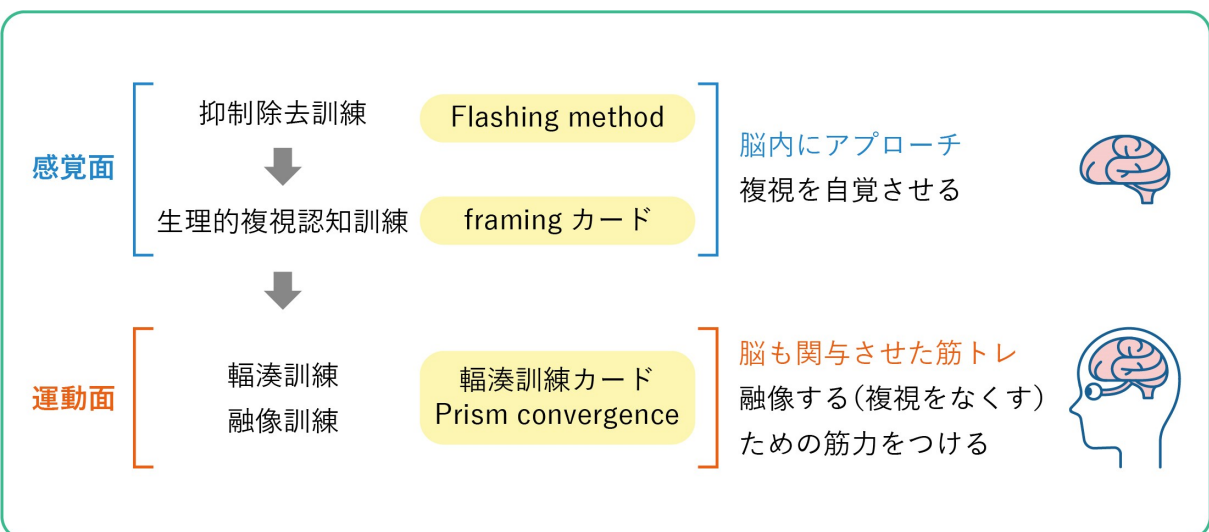 感覚面
抑制除去訓練
Flashing method
生理的複視認知訓練
framing カード
脳内にアプローチ
複視を自覚させる
運動面
輻湊訓練
融像訓練
輻湊訓練カード
Prism convergence
脳も関与させた筋トレ
融像する(複視をなくす)
ための筋力をつける